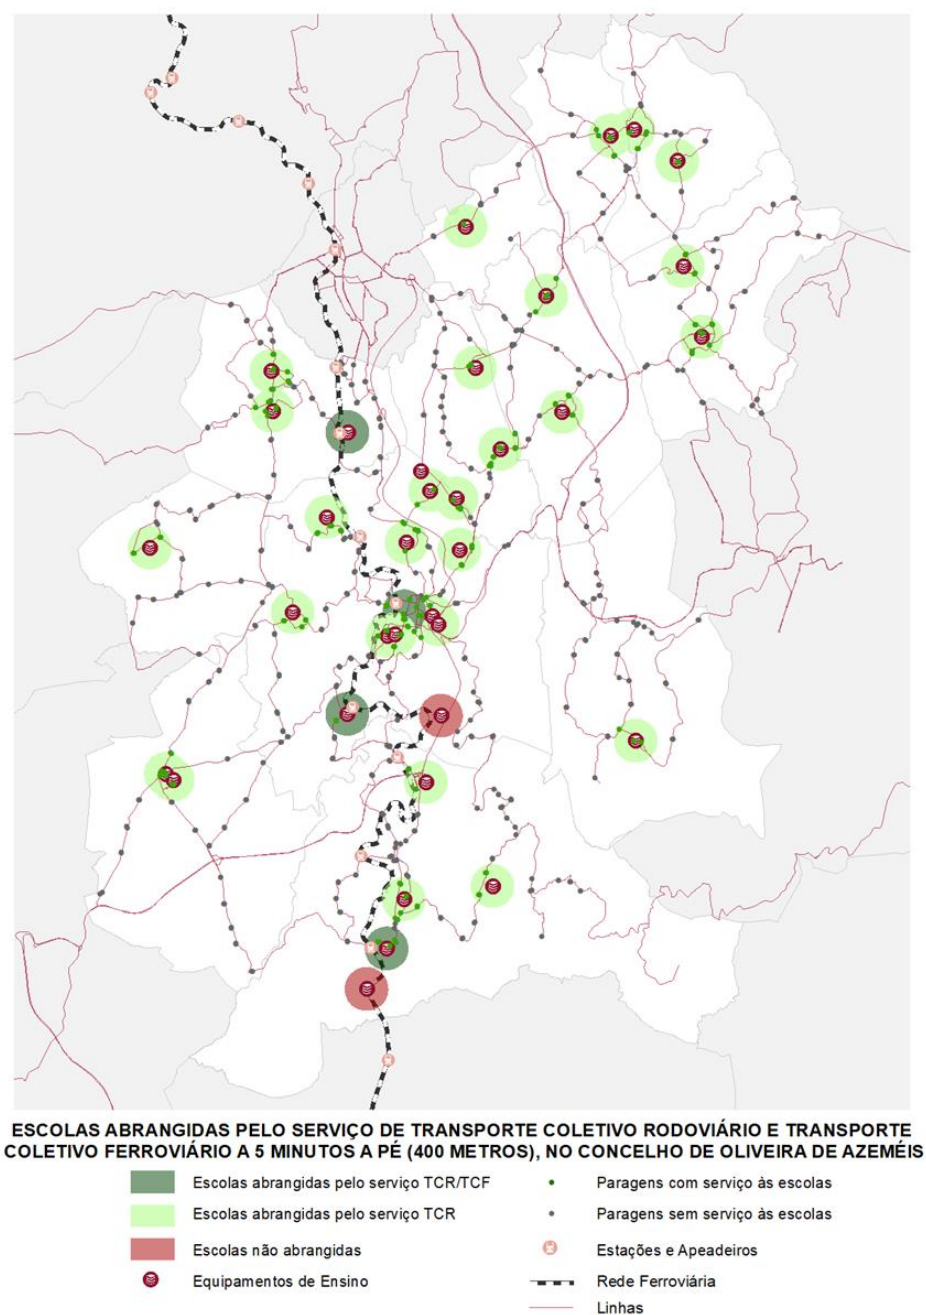 ESCOLAS ABRANGIDAS PELO SERVIÇO DE TRANSPORTE COLETIVO RODOVIÁRIO E TRANSPORTE
COLETIVO FERROVIÁRIO A 5 MINUTOS A PÉ (400 METROS), NO CONCELHO DE OLIVEIRA DE AZEMÉIS
Escolas abrangidas pelo serviço TCR/TCF
Escolas abrangidas pelo serviço TCR
Escolas não abrangidas
Equipamentos de Ensino
Paragens com serviço às escolas
Paragens sem serviço às escolas
Estações e Apeadeiros
Rede Ferroviária
Linhas